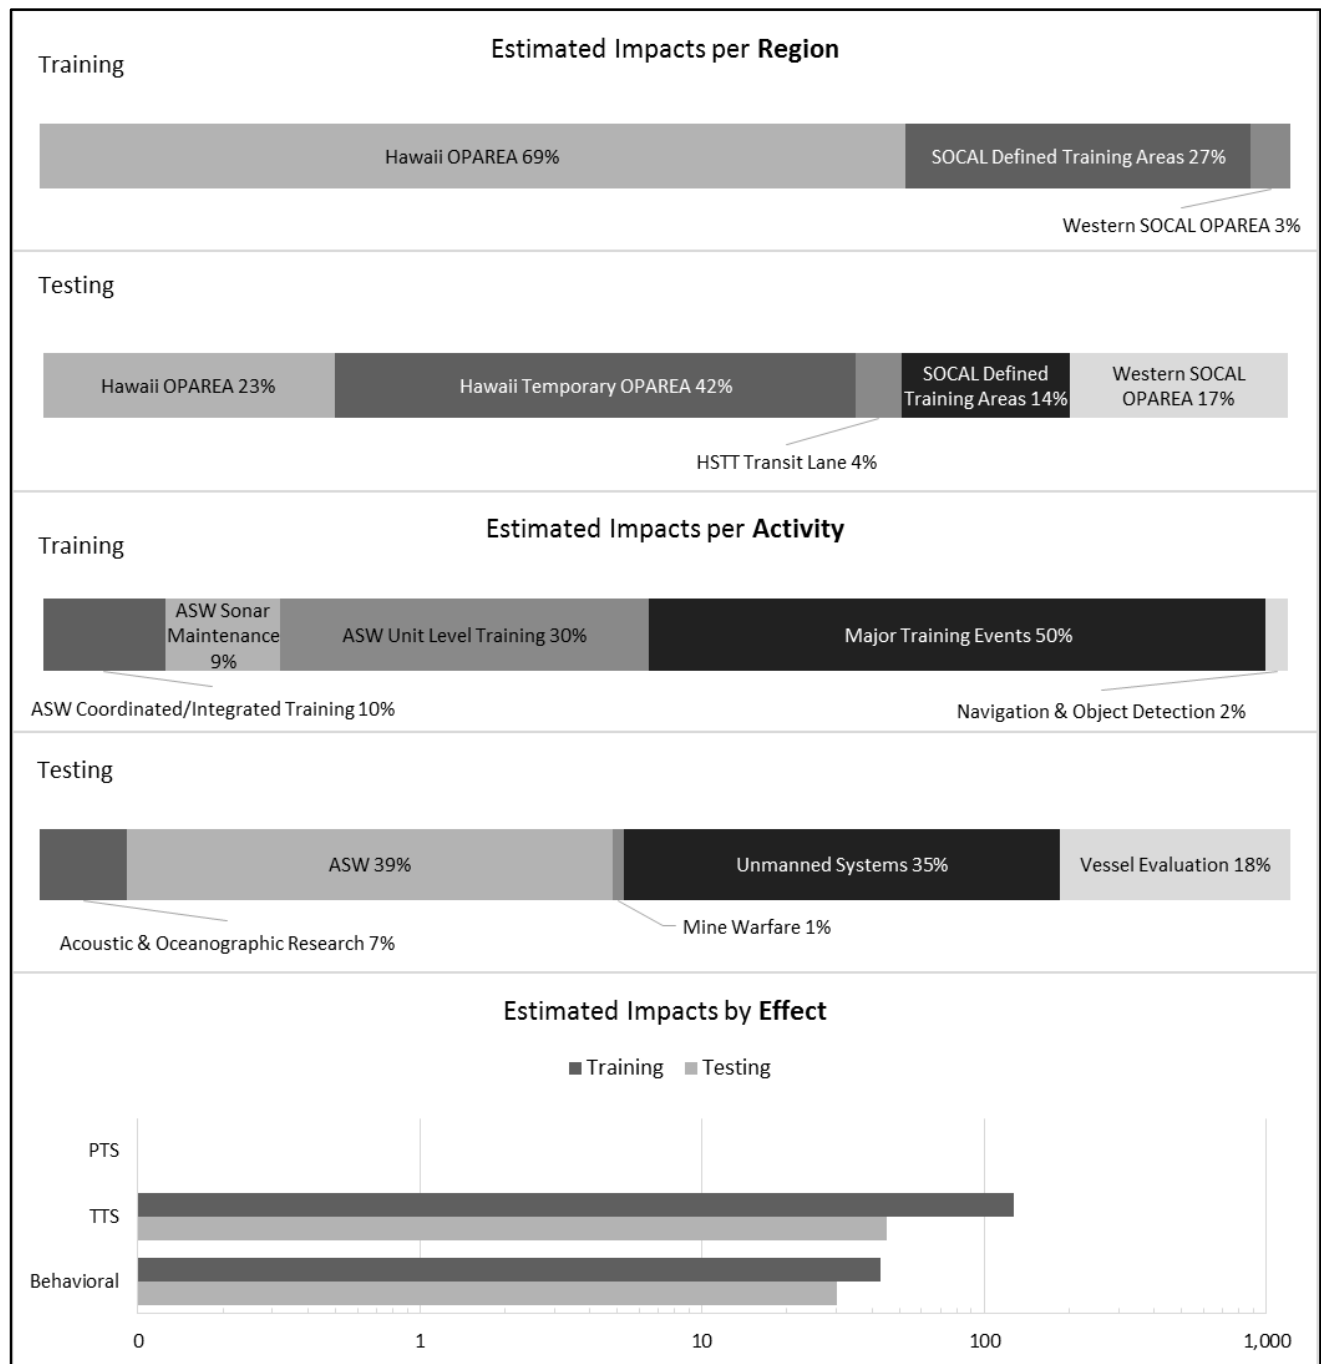 Estimated Impacts per Region
Training
Hawaii OPAREA 69%
SOCAL Defined Training Areas 27%
Western SOCAL OPAREA 3%
Testing
Hawaii OPAREA 23%
Hawaii Temporary OPAREA 42%
SOCAL Defined
Training Areas 14%
Western SOCAL
OPAREA 17%
HSTT Transit Lane 4%
Estimated Impacts per Activity
Training
ASW Sonar
Maintenance
9%
ASW Unit Level Training 30%
Major Training Events 50%
ASW Coordinated/Integrated Training 10%
Navigation & Object Detection 2%
Testing
ASW 39%
Unmanned Systems 35%
Vessel Evaluation 18%
Mine Warfare 1%
Acoustic & Oceanographic Research 7%
Estimated Impacts by Effect
Training Testing
PTS
TTS
Behavioral
0 1 10 100 1,000